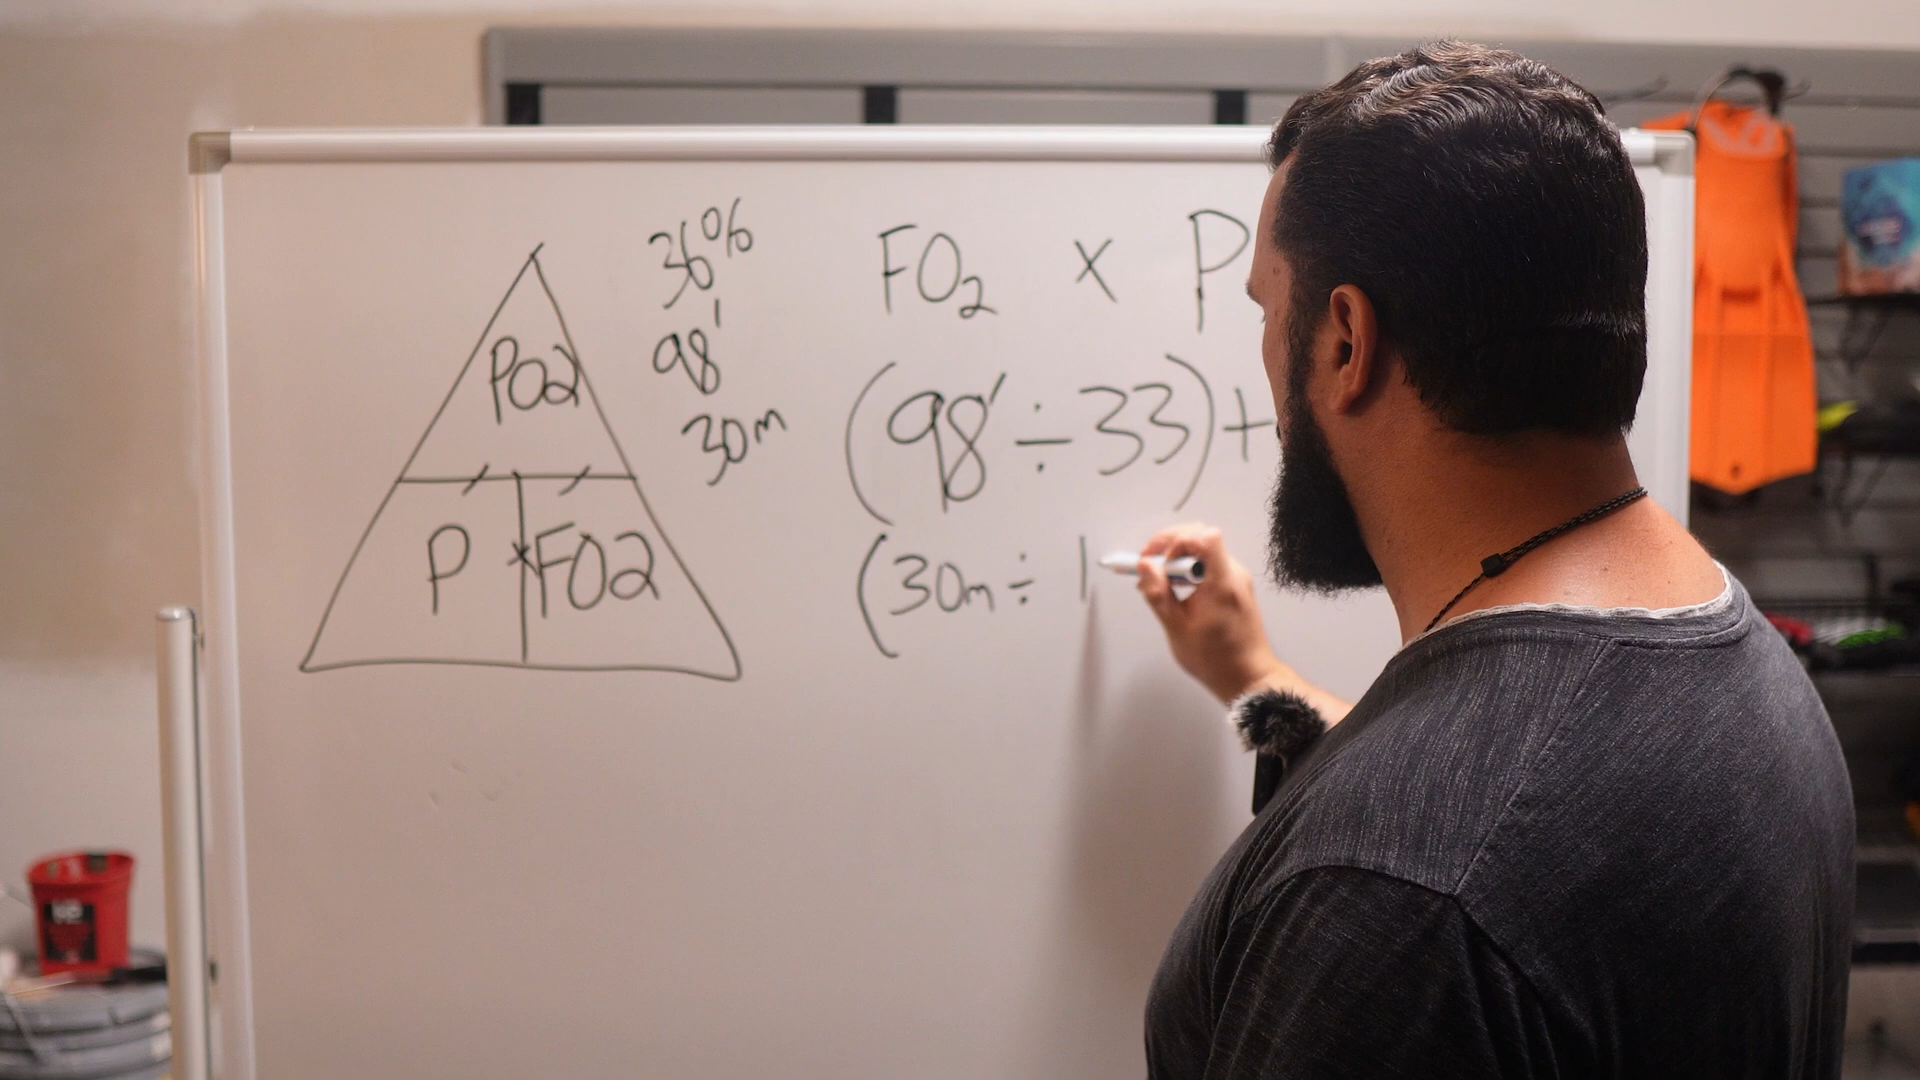 36%
98'
30m
PO2
P × FO2
FO₂ × P
(98' ÷ 33) +
(30m ÷ 1